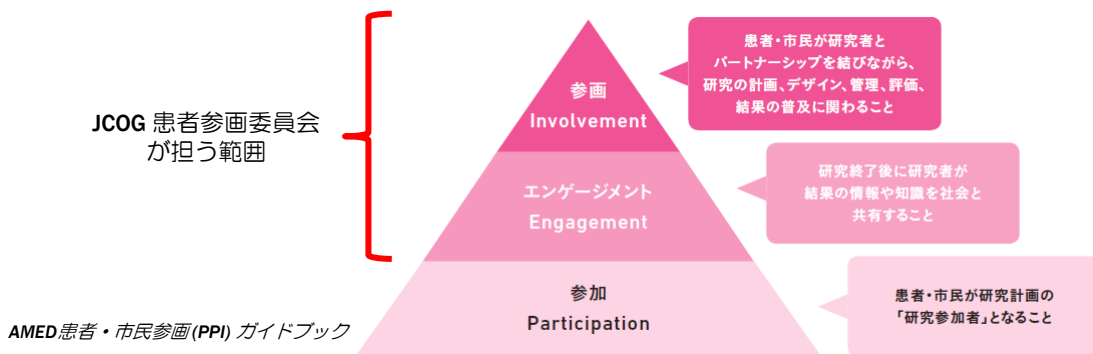 JCOG 患者参画委員会
が担う範囲
参画
Involvement
患者・市民が研究者と
パートナーシップを結びながら、
研究の計画、デザイン、管理、評価、
結果の普及に関わること
エンゲージメント
Engagement
研究終了後に研究者が
結果の情報や知識を社会と
共有すること
参加
Participation
患者・市民が研究計画の
「研究参加者」となること
AMED患者・市民参画(PPI) ガイドブック